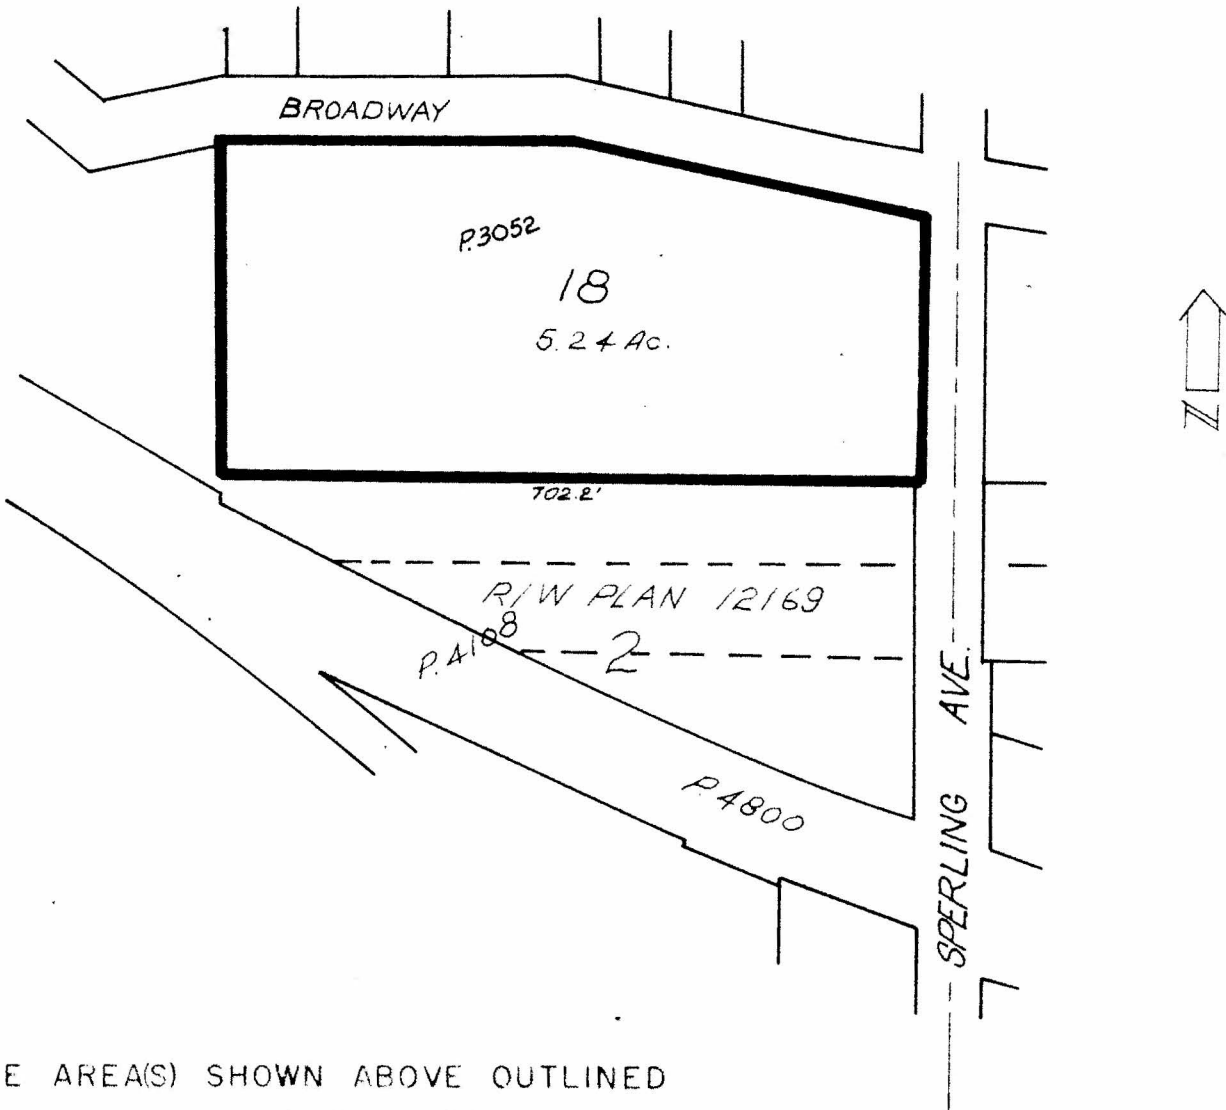 BROADWAY
P.3052
18
5.24 Ac.
702.2'
R/W PLAN 12169
P.4108
2
P.4800
SPERLING AVE.
N
E AREA(S) SHOWN ABOVE OUTLINED